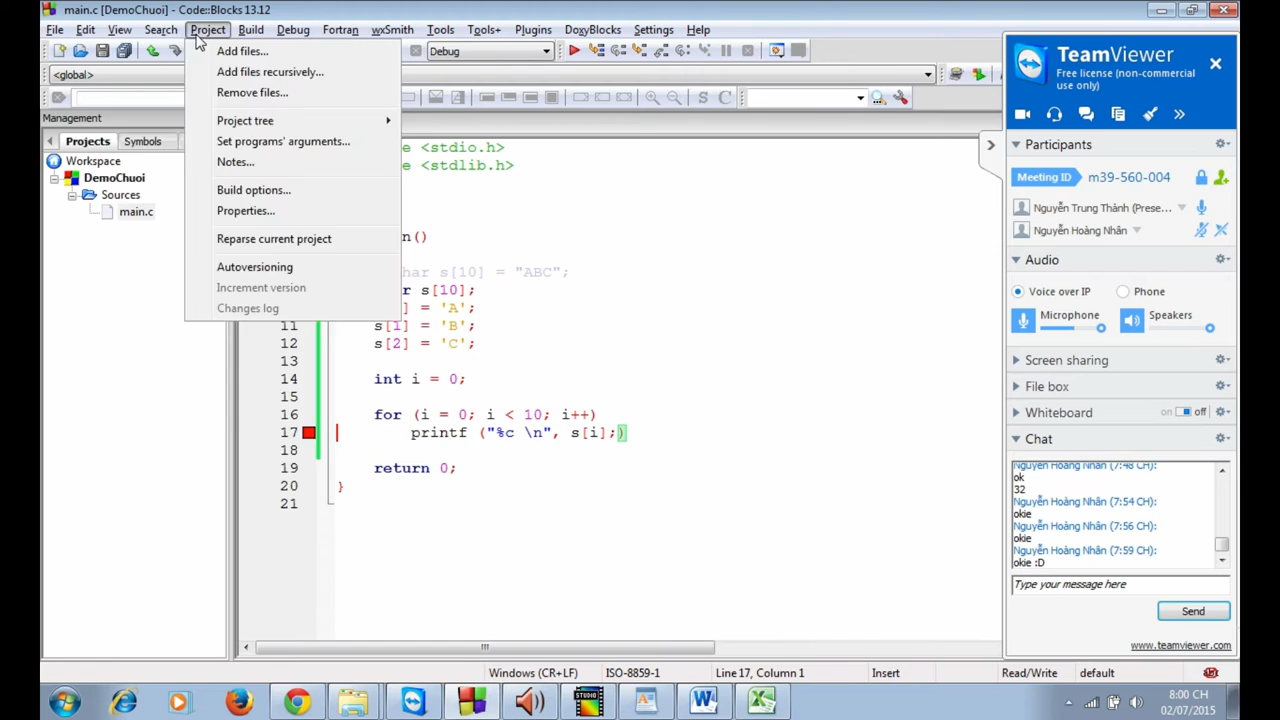 main.c [DemoChuoi] - Code::Blocks 13.12
File Edit View Search Project Build Debug Fortran wxSmith Tools Tools+ Plugins DoxyBlocks Settings Help
Debug
<global>
Management
Projects Symbols
Workspace
DemoChuoi
Sources
main.c
Add files...
Add files recursively...
Remove files...
Project tree
Set programs' arguments...
Notes...
Build options...
Properties...
Reparse current project
Autoversioning
Increment version
Changes log
e <stdio.h>
e <stdlib.h>
n()
har s[10] = "ABC";
r s[10];
] = 'A';
11 s[1] = 'B';
12 s[2] = 'C';
13
14 int i = 0;
15
16 for (i = 0; i < 10; i++)
17 printf ("%c \n", s[i];)
18
19 return 0;
20 }
21
TeamViewer
Free license (non-commercial
use only)
Participants
Meeting ID m39-560-004
Nguyễn Trung Thành (Prese...
Nguyễn Hoàng Nhân
Audio
Voice over IP Phone
Microphone Speakers
Screen sharing
File box
Whiteboard on off
Chat
Nguyễn Hoàng Nhân (7:48 CH):
ok
32
Nguyễn Hoàng Nhân (7:54 CH):
okie
Nguyễn Hoàng Nhân (7:56 CH):
okie
Nguyễn Hoàng Nhân (7:59 CH):
okie :D
Type your message here
Send
www.teamviewer.com
Windows (CR+LF) ISO-8859-1 Line 17, Column 1 Insert Read/Write default
STUDIO
8:00 CH
02/07/2015